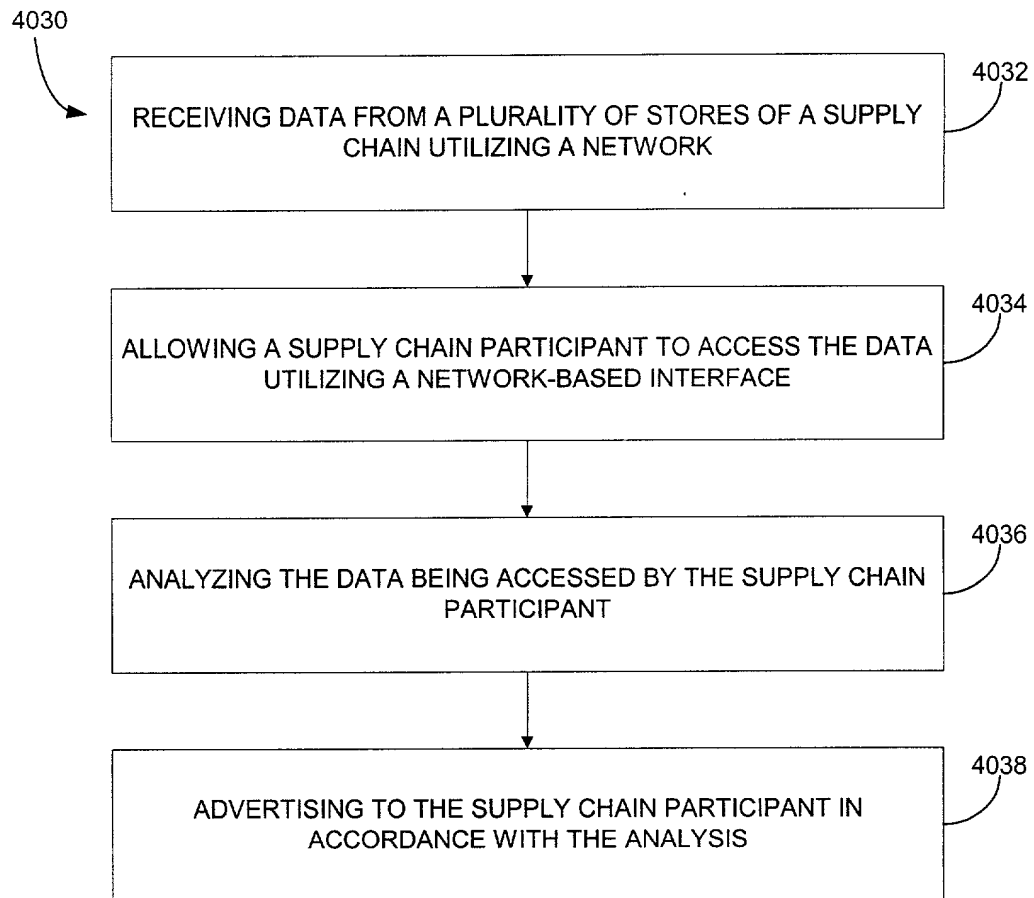 4030
4032
RECEIVING DATA FROM A PLURALITY OF STORES OF A SUPPLY
CHAIN UTILIZING A NETWORK
4034
ALLOWING A SUPPLY CHAIN PARTICIPANT TO ACCESS THE DATA
UTILIZING A NETWORK-BASED INTERFACE
4036
ANALYZING THE DATA BEING ACCESSED BY THE SUPPLY CHAIN
PARTICIPANT
4038
ADVERTISING TO THE SUPPLY CHAIN PARTICIPANT IN
ACCORDANCE WITH THE ANALYSIS